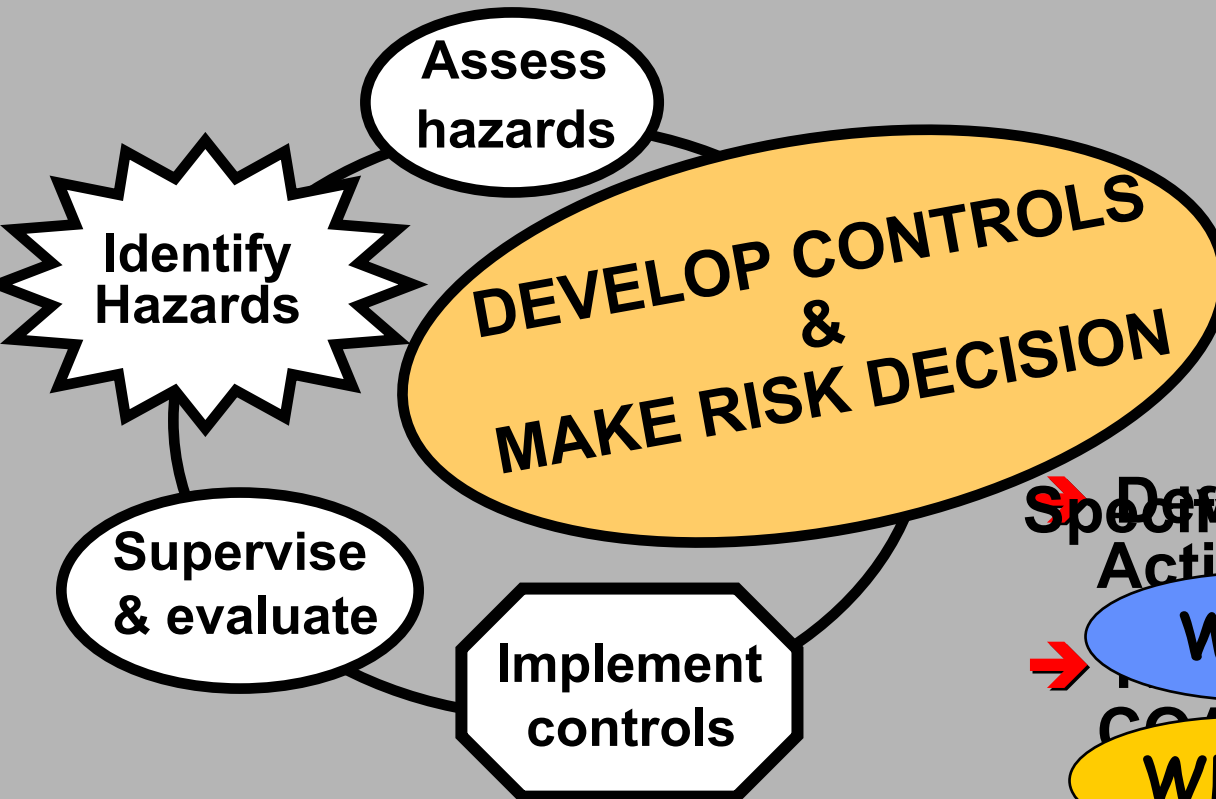 Assess
hazards
Identify
Hazards
DEVELOP CONTROLS
&
MAKE RISK DECISION
Supervise
& evaluate
Implement
controls